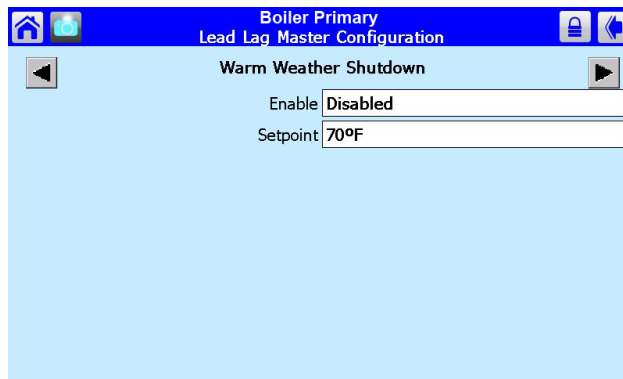 Boiler Primary
Lead Lag Master Configuration
Warm Weather Shutdown
Enable Disabled
Setpoint 70ºF